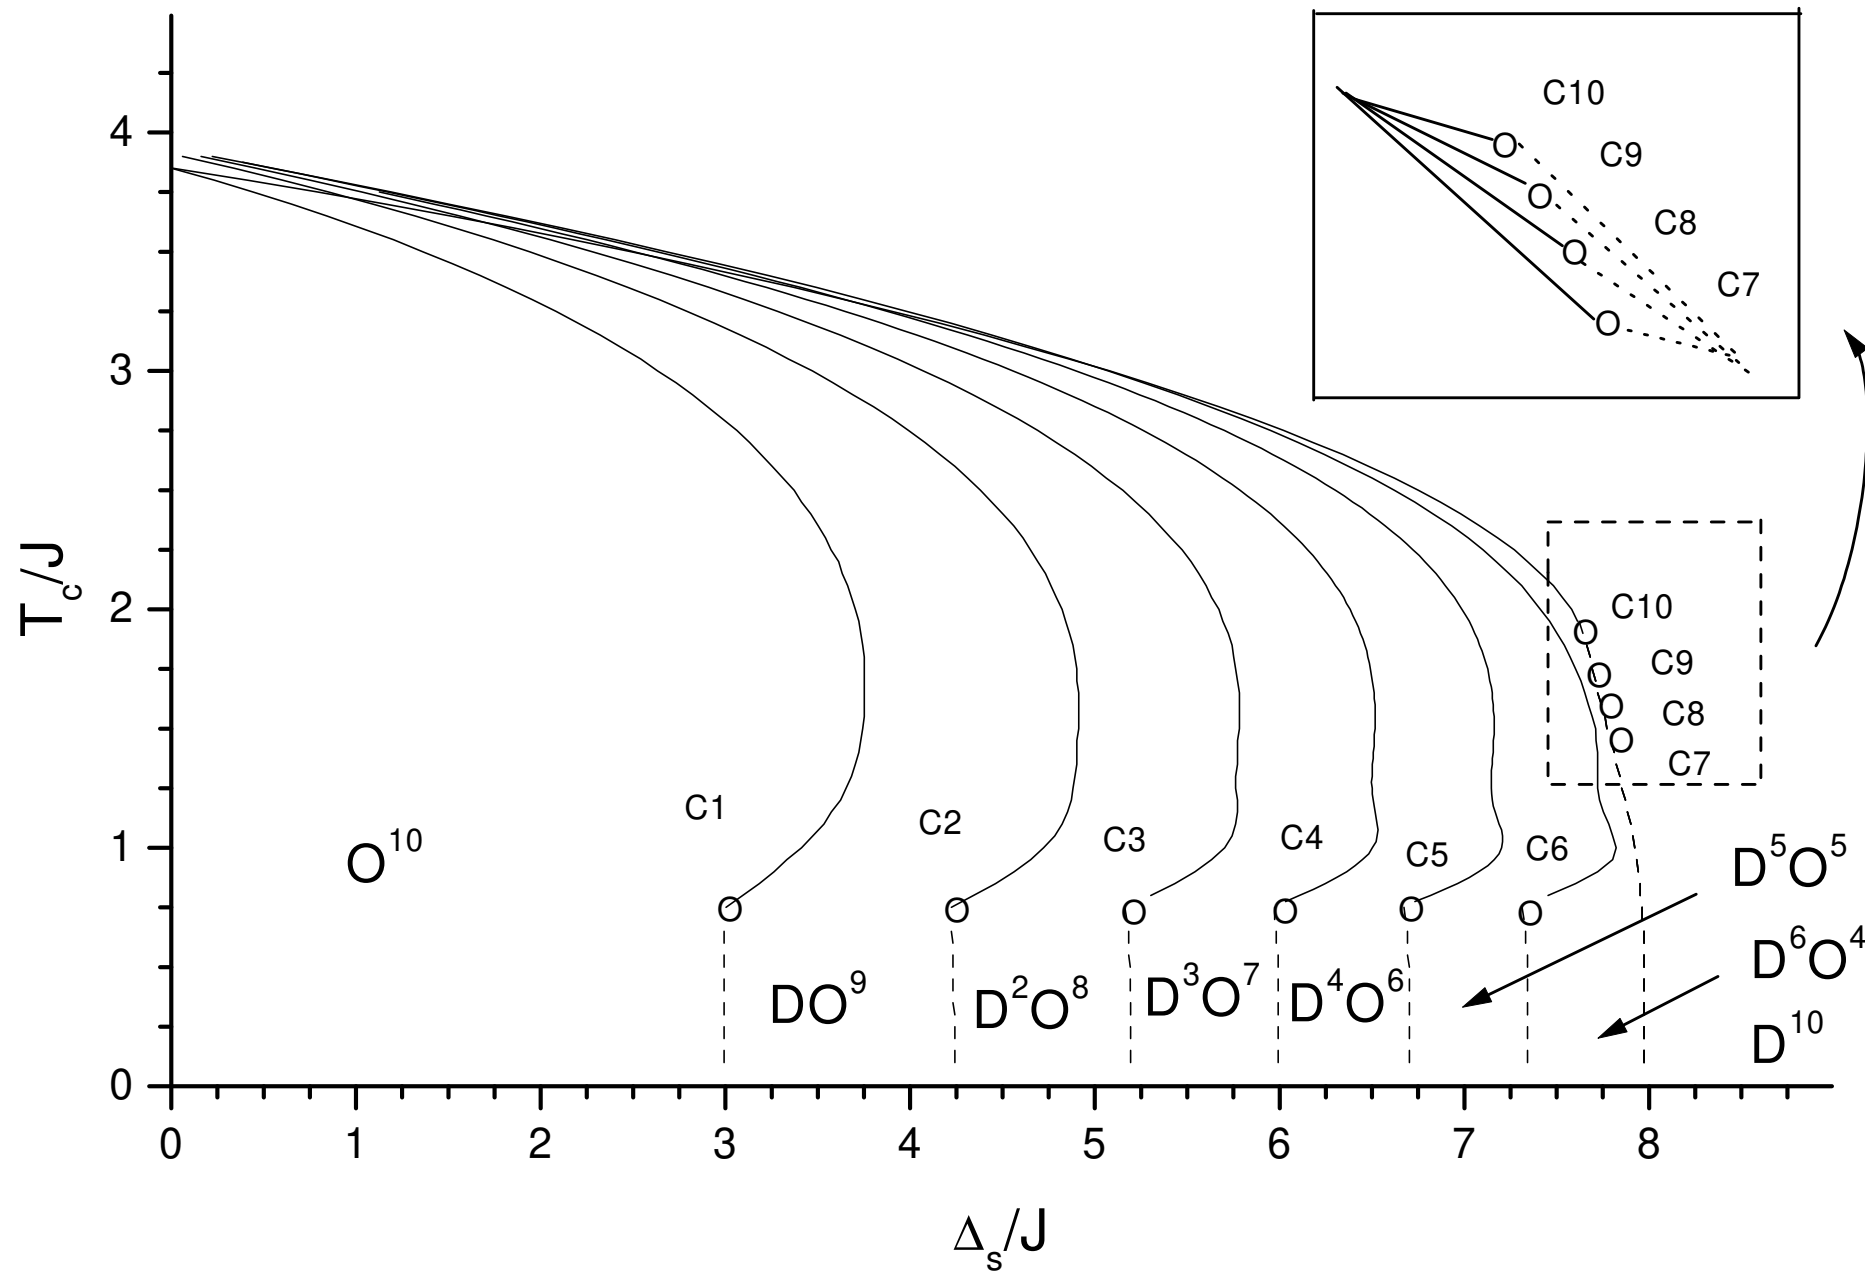 C10
C9
C8
C7
4
3
2
1
0
T_c/J
C10
C9
C8
C7
C1
C2
C3
C4
C5
C6
O^10
D^5O^5
D^6O^4
D^10
DO^9
D^2O^8
D^3O^7
D^4O^6
0 1 2 3 4 5 6 7 8
Δ_s/J